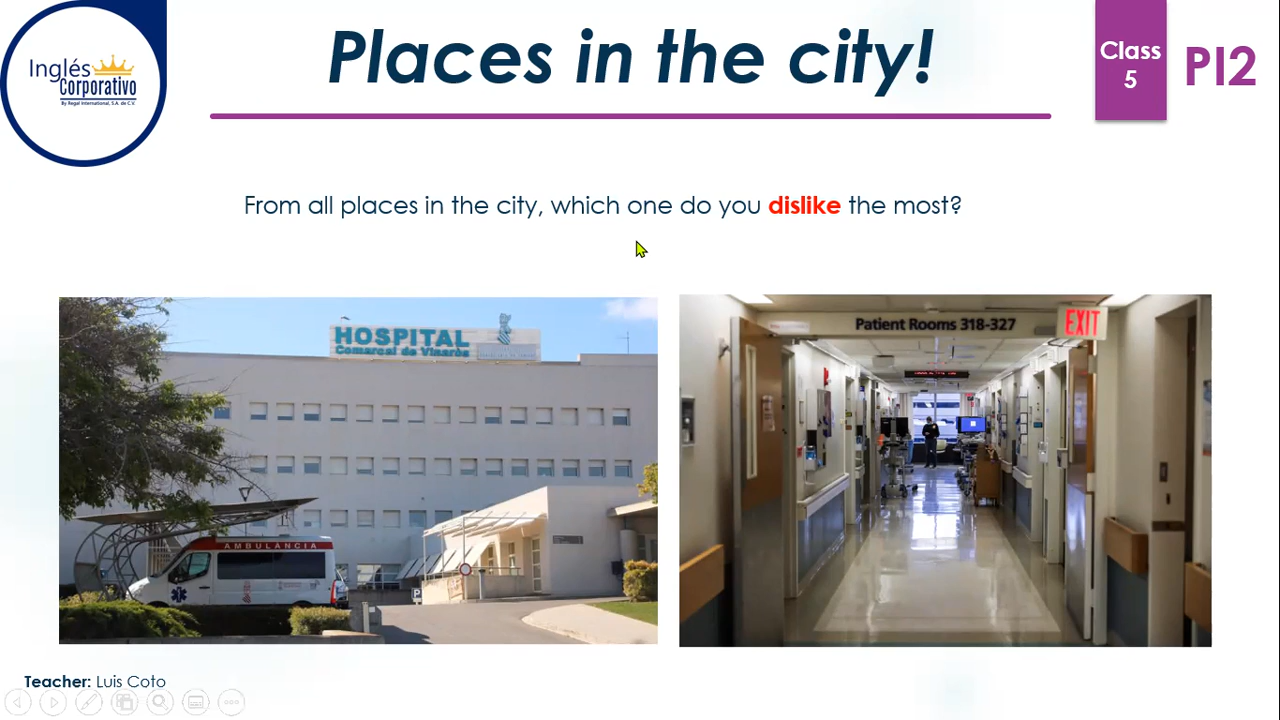 Inglés
Corporativo
By Regal International, S.A. de C.V.
Places in the city!
Class
5
PI2
From all places in the city, which one do you dislike the most?
HOSPITAL
Comarcal de Vinaròs
AMBULÀNCIA
P
Patient Rooms 318-327
EXIT
Teacher: Luis Coto